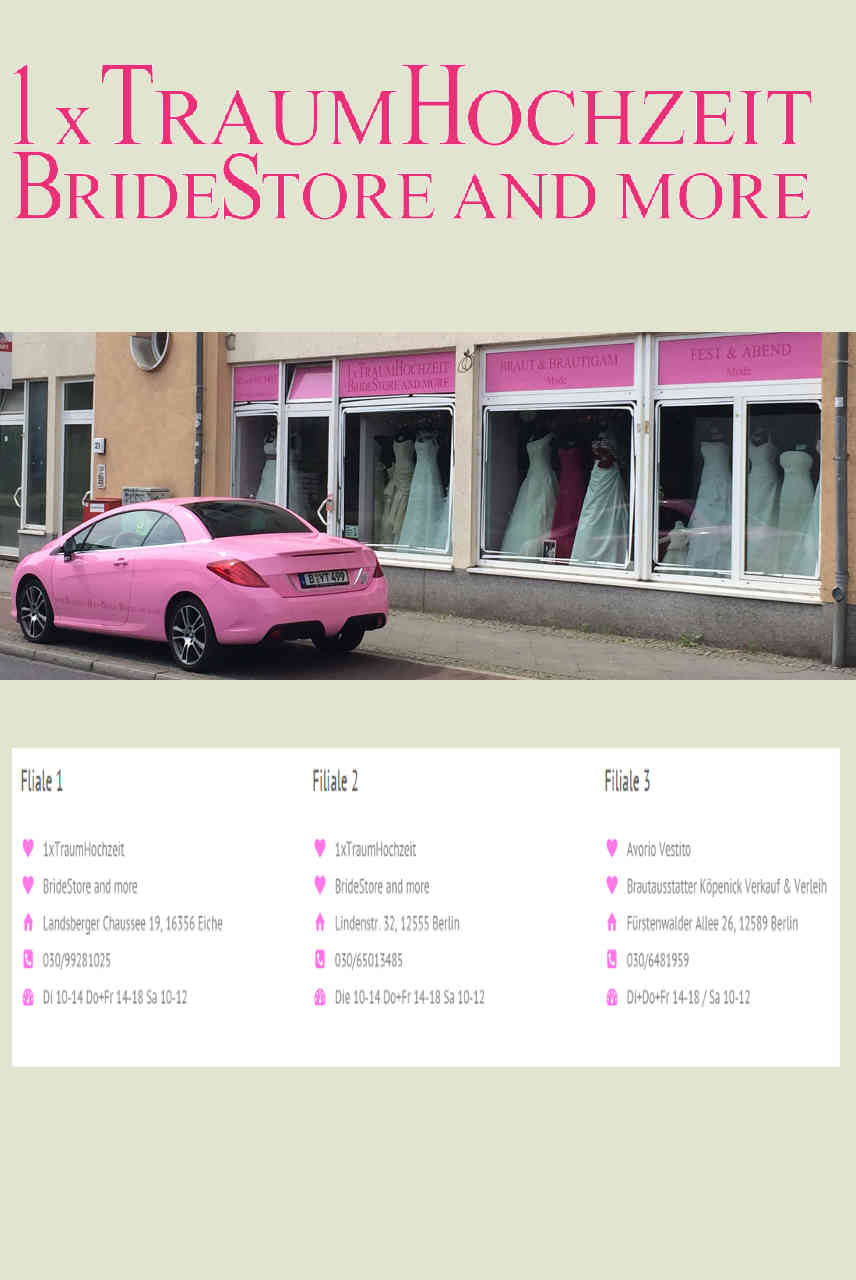 1xTraumHochzeit
BrideStore and more
1xTraumHochzeit
BrideStore and more
Braut & Bräutigam
Mode
Fest & Abend
Mode
B YT 499
Fliale 1
1xTraumHochzeit
BrideStore and more
Landsberger Chaussee 19, 16356 Eiche
030/99281025
Di 10-14 Do+Fr 14-18 Sa 10-12
Filiale 2
1xTraumHochzeit
BrideStore and more
Lindenstr. 32, 12555 Berlin
030/65013485
Die 10-14 Do+Fr 14-18 Sa 10-12
Filiale 3
Avorio Vestito
Brautausstatter Köpenick Verkauf & Verleih
Fürstenwalder Allee 26, 12589 Berlin
030/6481959
Di+Do+Fr 14-18 / Sa 10-12